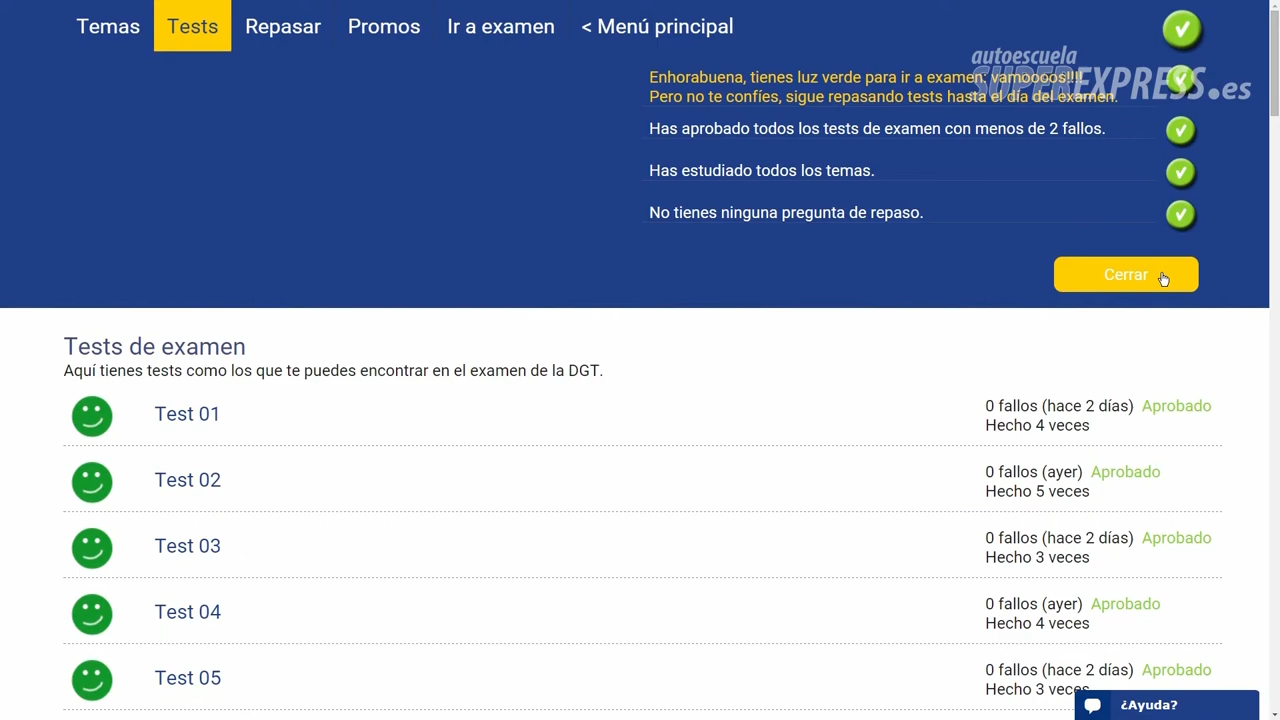 Temas Tests Repasar Promos Ir a examen < Menú principal
autoescuela
SUPEREXPRESS.es
Enhorabuena, tienes luz verde para ir a examen: vamoooos!!!!
Pero no te confíes, sigue repasando tests hasta el día del examen.
Has aprobado todos los tests de examen con menos de 2 fallos.
Has estudiado todos los temas.
No tienes ninguna pregunta de repaso.
Cerrar
Tests de examen
Aquí tienes tests como los que te puedes encontrar en el examen de la DGT.
Test 01
0 fallos (hace 2 días) Aprobado
Hecho 4 veces
Test 02
0 fallos (ayer) Aprobado
Hecho 5 veces
Test 03
0 fallos (hace 2 días) Aprobado
Hecho 3 veces
Test 04
0 fallos (ayer) Aprobado
Hecho 4 veces
Test 05
0 fallos (hace 2 días) Aprobado
Hecho 3 veces
¿Ayuda?